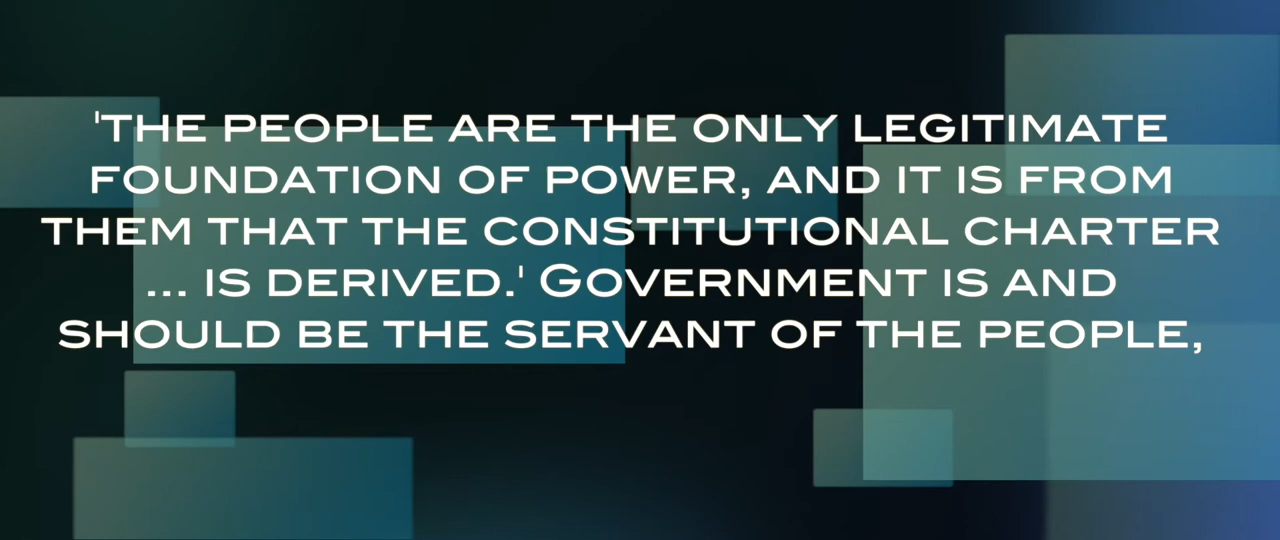 'THE PEOPLE ARE THE ONLY LEGITIMATE
FOUNDATION OF POWER, AND IT IS FROM
THEM THAT THE CONSTITUTIONAL CHARTER
... IS DERIVED.' GOVERNMENT IS AND
SHOULD BE THE SERVANT OF THE PEOPLE,